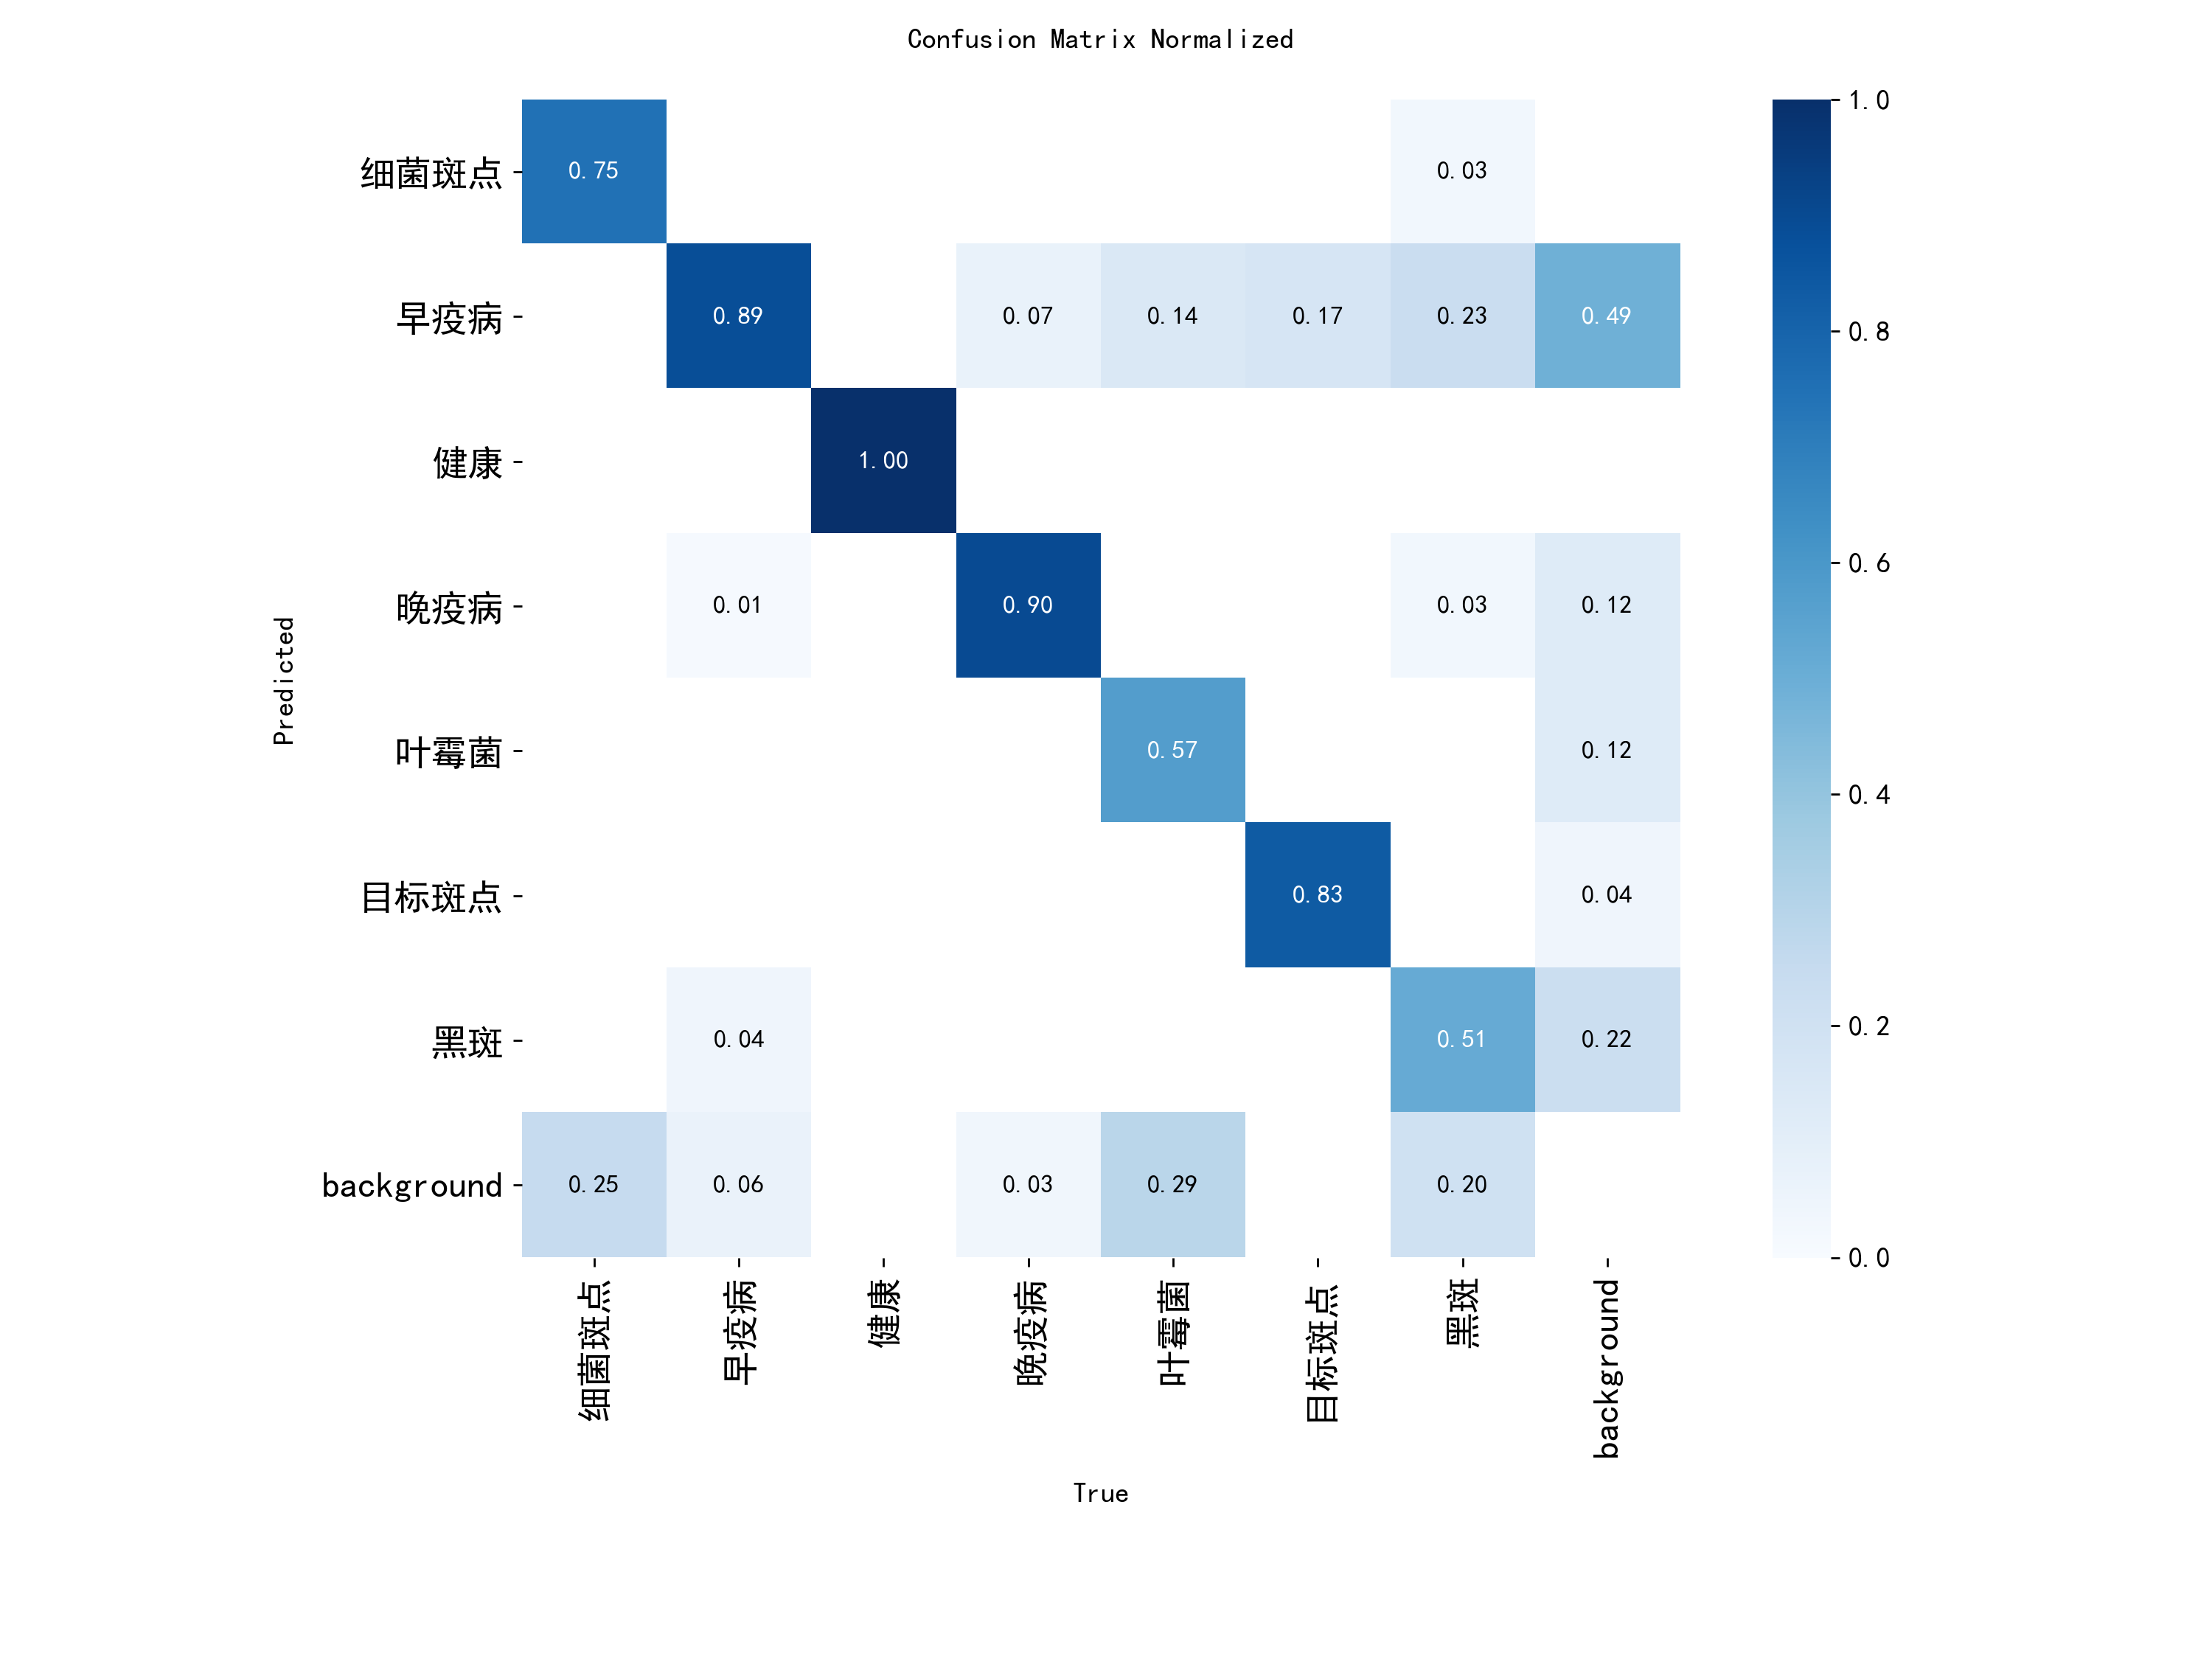 Confusion Matrix Normalized
细菌斑点 0.75 0.03
早疫病 0.89 0.07 0.14 0.17 0.23 0.49
健康 1.00
晚疫病 0.01 0.90 0.03 0.12
叶霉菌 0.57 0.12
目标斑点 0.83 0.04
黑斑 0.04 0.51 0.22
background 0.25 0.06 0.03 0.29 0.20
Predicted
细菌斑点
早疫病
健康
晚疫病
叶霉菌
目标斑点
黑斑
background
True
1.0
0.8
0.6
0.4
0.2
0.0